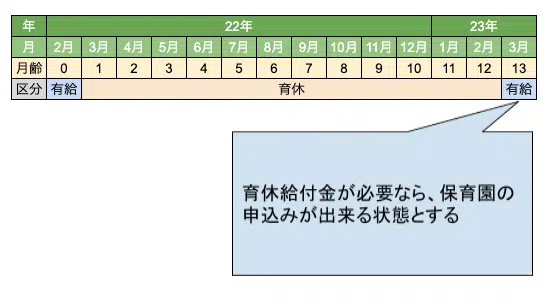 年 22年 23年
月 2月 3月 4月 5月 6月 7月 8月 9月 10月 11月 12月 1月 2月 3月
月齢 0 1 2 3 4 5 6 7 8 9 10 11 12 13
区分 有給 育休 有給
育休給付金が必要なら、保育園の
申込みが出来る状態とする